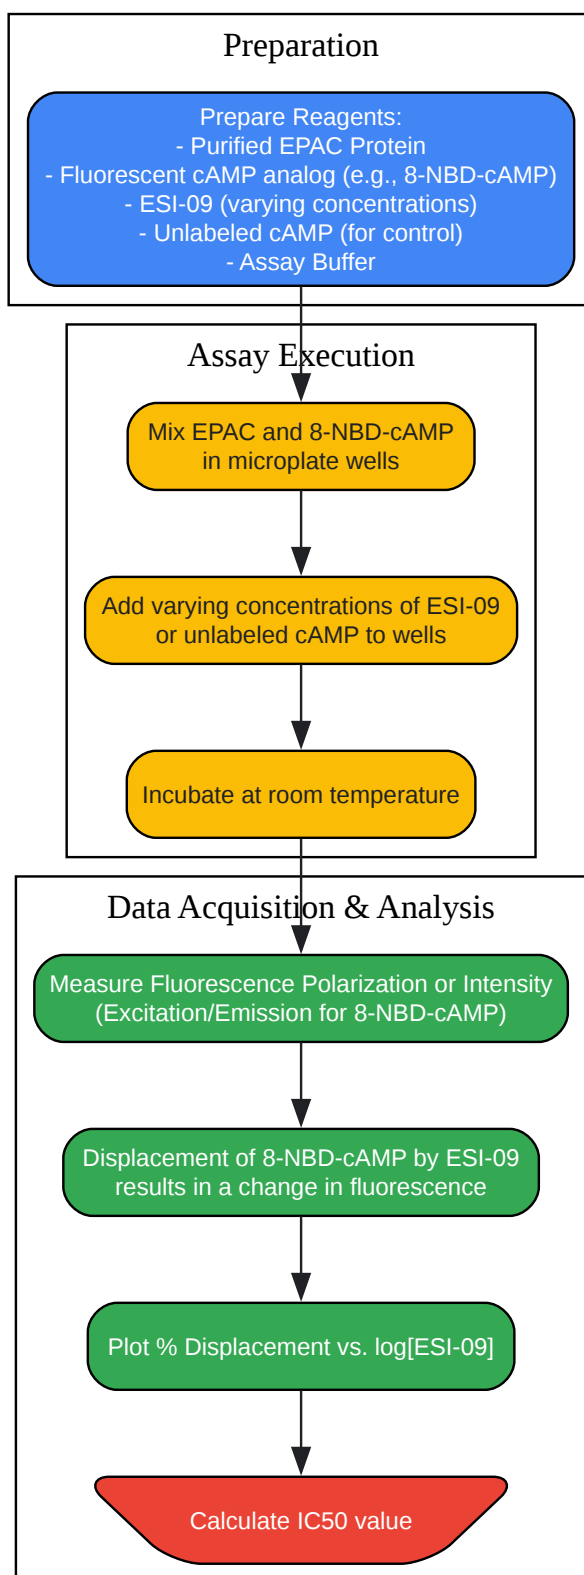 Preparation
Prepare Reagents:
- Purified EPAC Protein
- Fluorescent cAMP analog (e.g., 8-NBD-cAMP)
- ESI-09 (varying concentrations)
- Unlabeled cAMP (for control)
- Assay Buffer
Assay Execution
Mix EPAC and 8-NBD-cAMP
in microplate wells
Add varying concentrations of ESI-09
or unlabeled cAMP to wells
Incubate at room temperature
Data Acquisition & Analysis
Measure Fluorescence Polarization or Intensity
(Excitation/Emission for 8-NBD-cAMP)
Displacement of 8-NBD-cAMP by ESI-09
results in a change in fluorescence
Plot % Displacement vs. log[ESI-09]
Calculate IC50 value